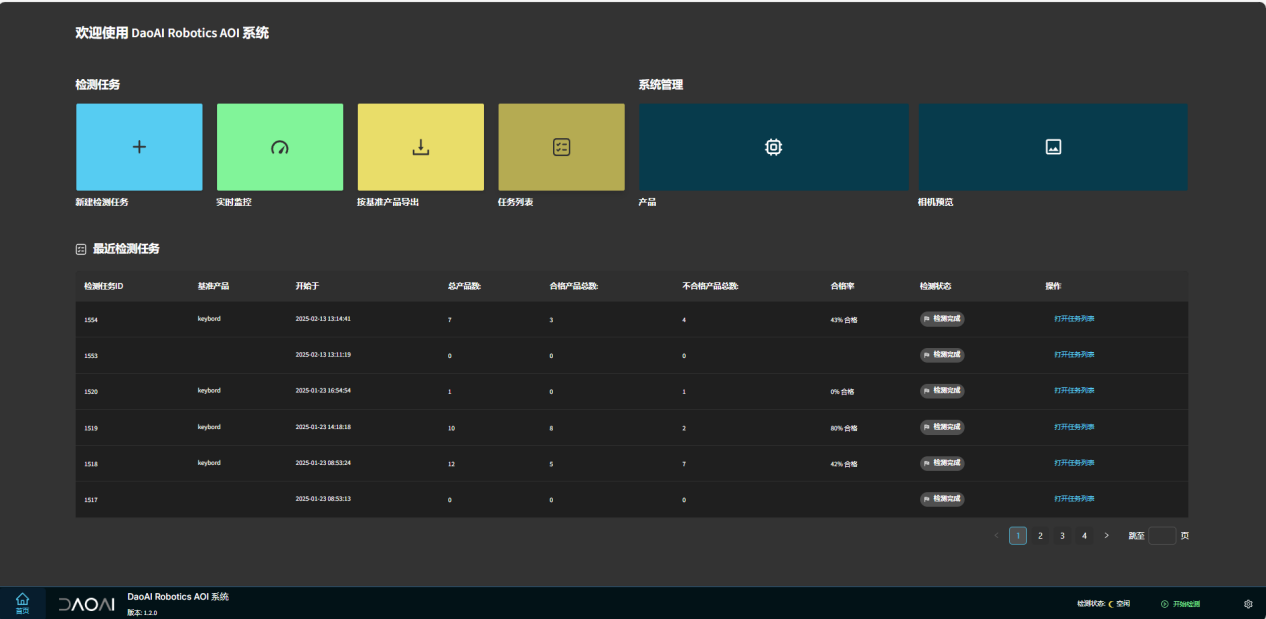 欢迎使用 DaoAI Robotics AOI 系统
检测任务
系统管理
新建检测任务
实时监控
按基准产品导出
任务列表
产品
相机预览
最近检测任务
检测任务ID 基准产品 开始于 总产品数: 合格产品总数: 不合格产品总数: 合格率 检测状态 操作
1554 keybord 2025-02-13 13:14:41 7 3 4 43% 合格 检测完成 打开任务列表
1553 2025-02-13 13:11:19 0 0 0 检测完成 打开任务列表
1520 keybord 2025-01-23 16:54:54 1 0 1 0% 合格 检测完成 打开任务列表
1519 keybord 2025-01-23 14:18:18 10 8 2 80% 合格 检测完成 打开任务列表
1518 keybord 2025-01-23 08:53:24 12 5 7 42% 合格 检测完成 打开任务列表
1517 2025-01-23 08:53:13 0 0 0 检测完成 打开任务列表
< 1 2 3 4 > 跳至 页
首页
DAOAI
DaoAI Robotics AOI 系统
版本: 1.2.0
检测状态: 空闲
开始检测